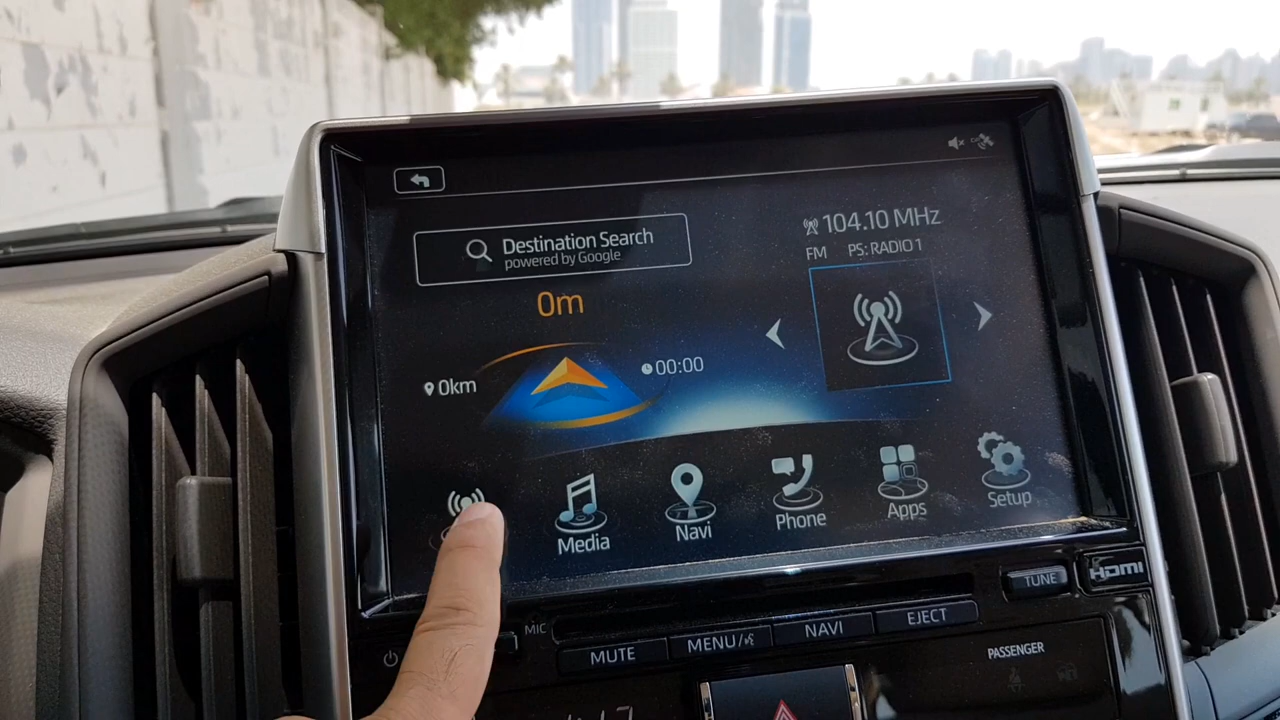 Destination Search
powered by Google
104.10 MHz
FM PS: RADIO 1
0m
0km
00:00
Media
Navi
Phone
Apps
Setup
TUNE
HDMI
MIC
MUTE
MENU/
NAVI
EJECT
PASSENGER